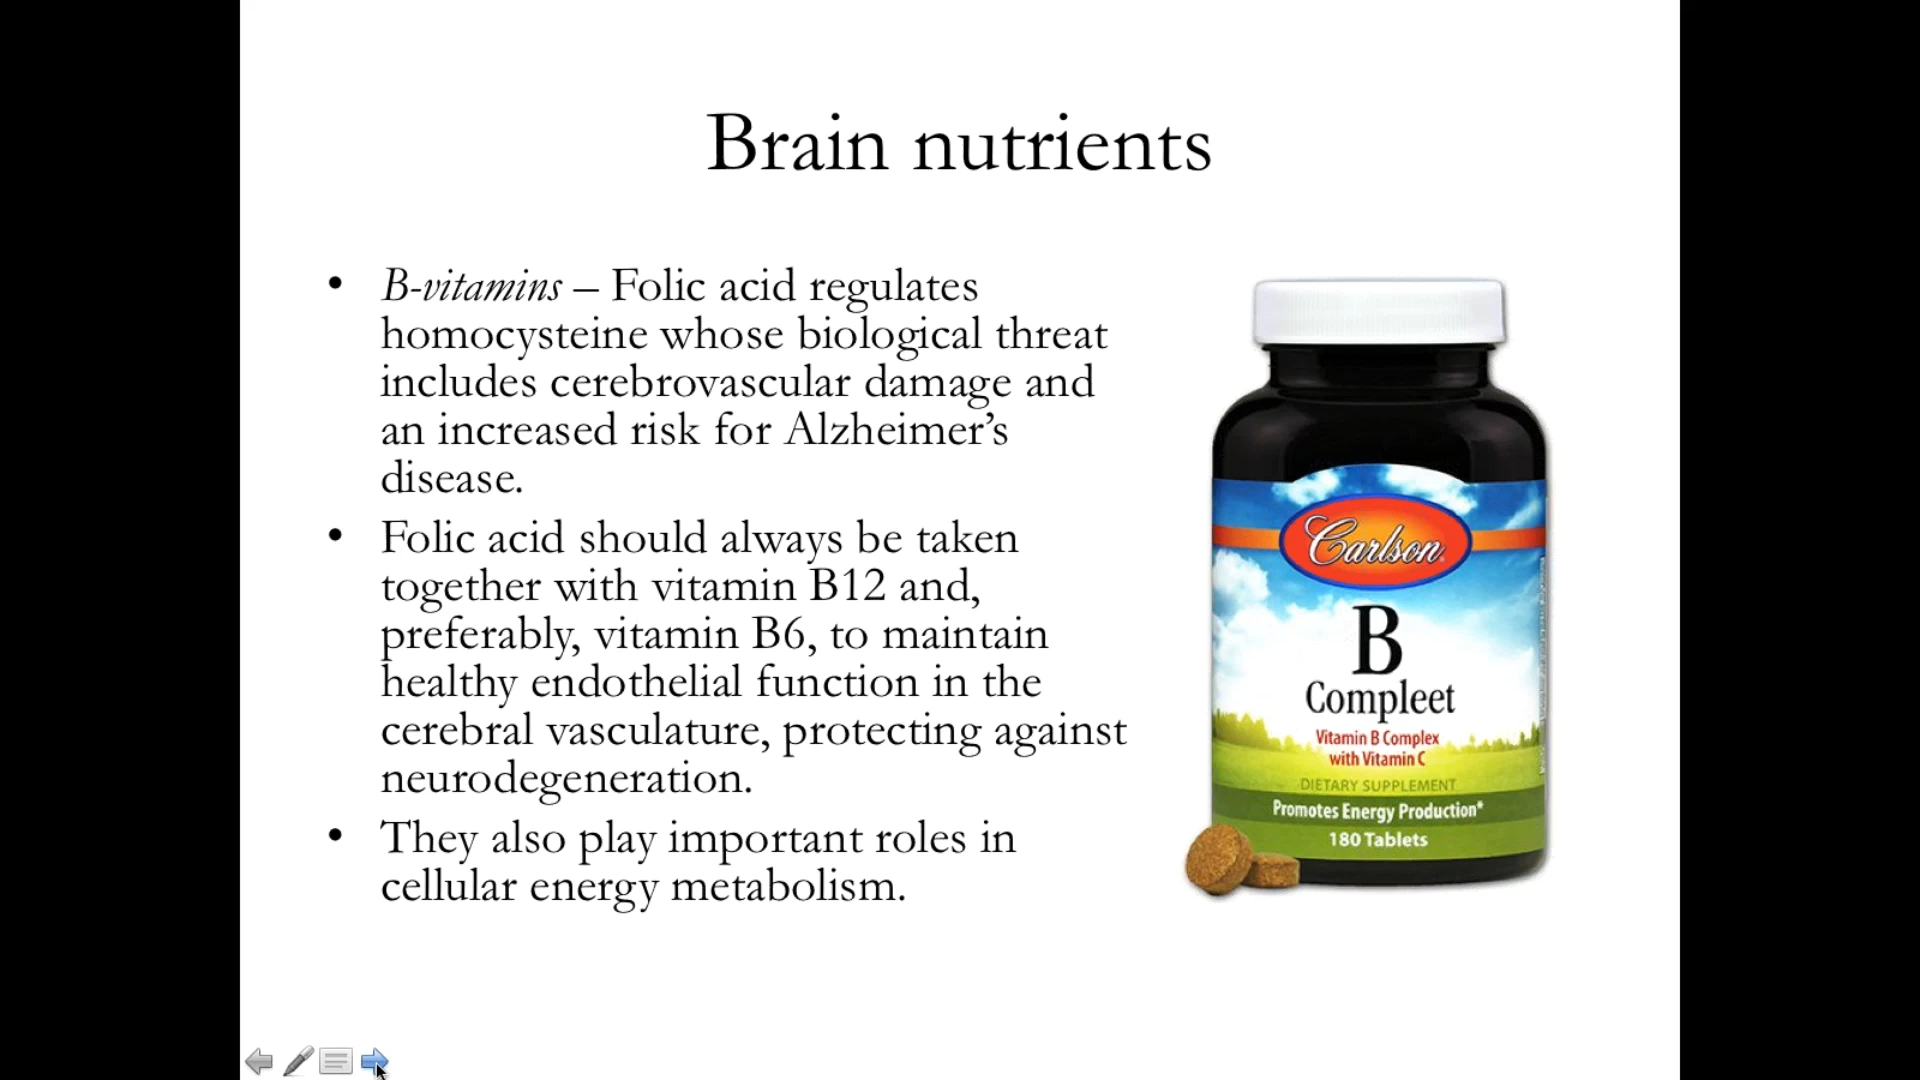 Brain nutrients
• B-vitamins – Folic acid regulates
homocysteine whose biological threat
includes cerebrovascular damage and
an increased risk for Alzheimer’s
disease.
• Folic acid should always be taken
together with vitamin B12 and,
preferably, vitamin B6, to maintain
healthy endothelial function in the
cerebral vasculature, protecting against
neurodegeneration.
• They also play important roles in
cellular energy metabolism.
Carlson
B
Compleet
Vitamin B Complex
with Vitamin C
DIETARY SUPPLEMENT
Promotes Energy Production*
180 Tablets